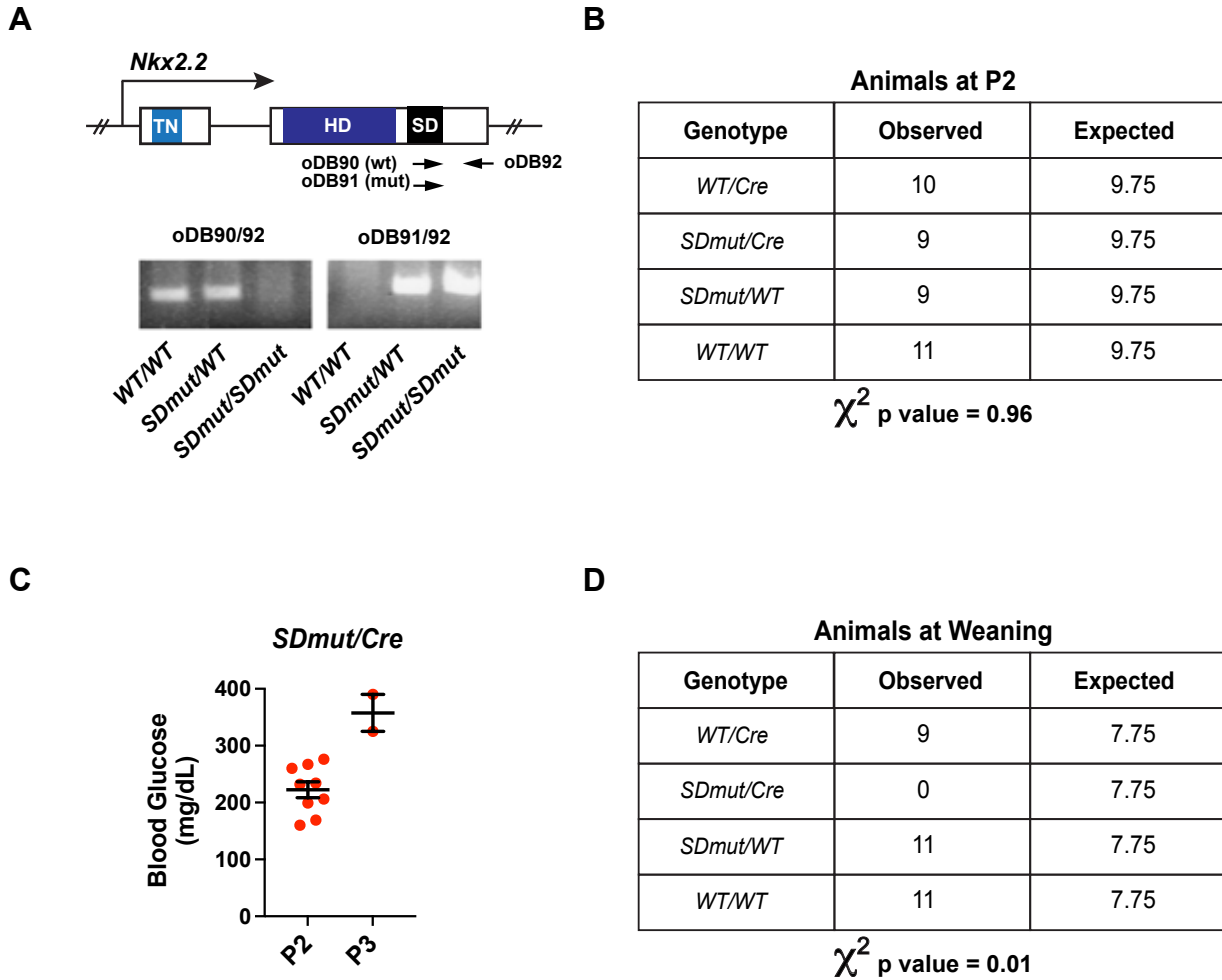 A
Nkx2.2
TN
HD
SD
oDB90 (wt)
oDB92
oDB91 (mut)
oDB90/92
oDB91/92
WT/WT
SDmut/WT
SDmut/SDmut
WT/WT
SDmut/WT
SDmut/SDmut
B
Animals at P2
Genotype Observed Expected
WT/Cre 10 9.75
SDmut/Cre 9 9.75
SDmut/WT 9 9.75
WT/WT 11 9.75
χ² p value = 0.96
C
SDmut/Cre
Blood Glucose
(mg/dL)
400
300
200
100
0
P2
P3
D
Animals at Weaning
Genotype Observed Expected
WT/Cre 9 7.75
SDmut/Cre 0 7.75
SDmut/WT 11 7.75
WT/WT 11 7.75
χ² p value = 0.01